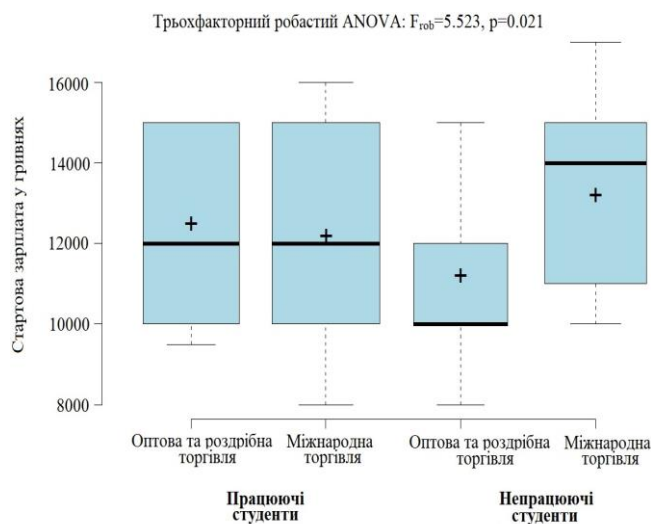 Трьохфакторний робастий ANOVA: Frob=5.523, p=0.021
Стартова зарплата у гривнях
16000
14000
12000
10000
8000
Оптова та роздрібна
торгівля
Міжнародна
торгівля
Оптова та роздрібна
торгівля
Міжнародна
торгівля
Працюючі
студенти
Непрацюючі
студенти